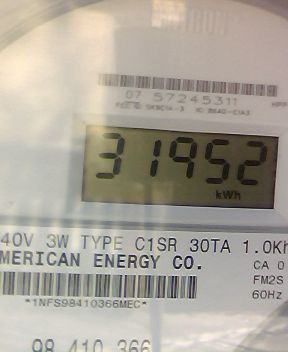 07 57245311
31952
kWh
40V 3W TYPE C1SR 30TA 1.0Kh
MERICAN ENERGY CO.
CA 0
FM2S
60Hz
*1NFS98410366MEC*
98 410 366